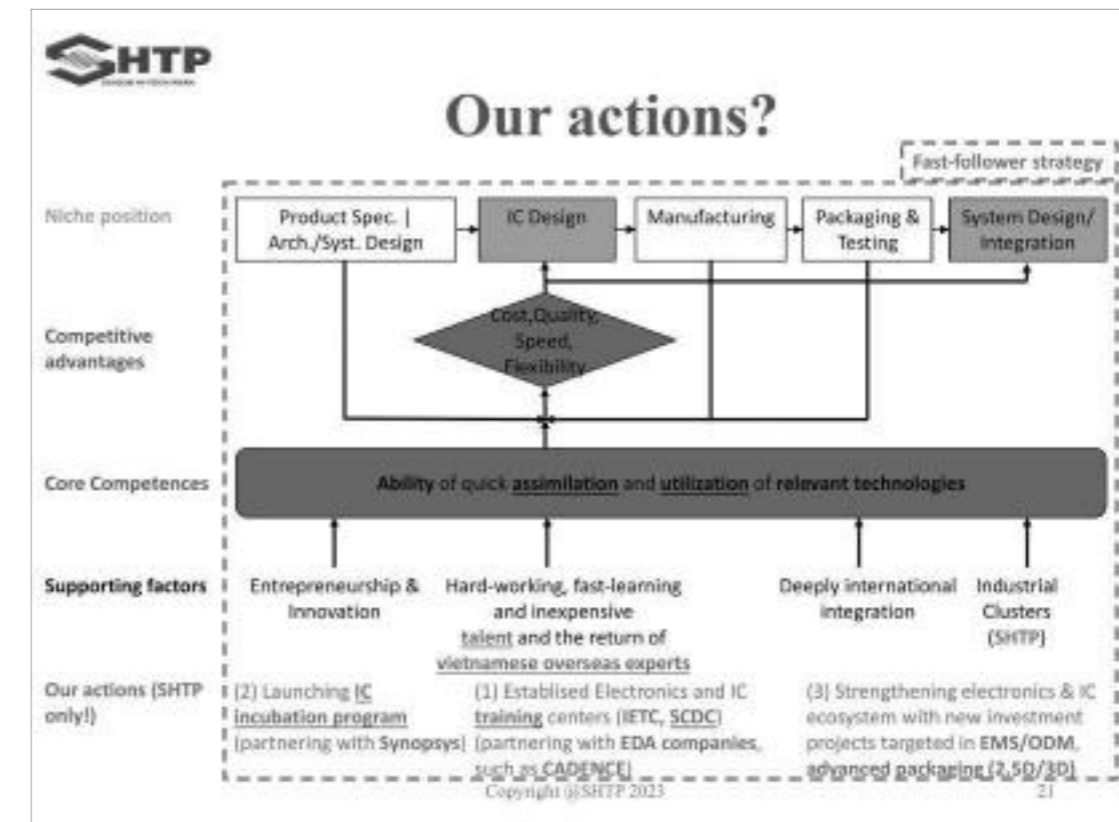 SHTP
Our actions?
Fast-follower strategy
Niche position
Product Spec. |
Arch./Syst. Design
IC Design
Manufacturing
Packaging &
Testing
System Design/
Integration
Competitive
advantages
Cost,Quality,
Speed,
Flexibility
Core Competences
Ability of quick assimilation and utilization of relevant technologies
Supporting factors
Entrepreneurship &
Innovation
Hard-working, fast-learning
and inexpensive
talent and the return of
vietnamese overseas experts
Deeply international
integration
Industrial
Clusters
(SHTP)
Our actions (SHTP
only!)
(2) Launching IC
incubation program
(partnering with Synopsys)
(1) Establised Electronics and IC
training centers (IETC, SCDC)
(partnering with EDA companies,
such as CADENCE)
(3) Strengthening electronics & IC
ecosystem with new investment
projects targeted in EMS/ODM,
advanced packaging (2,5D/3D)
Copyright @SHTP 2023
21